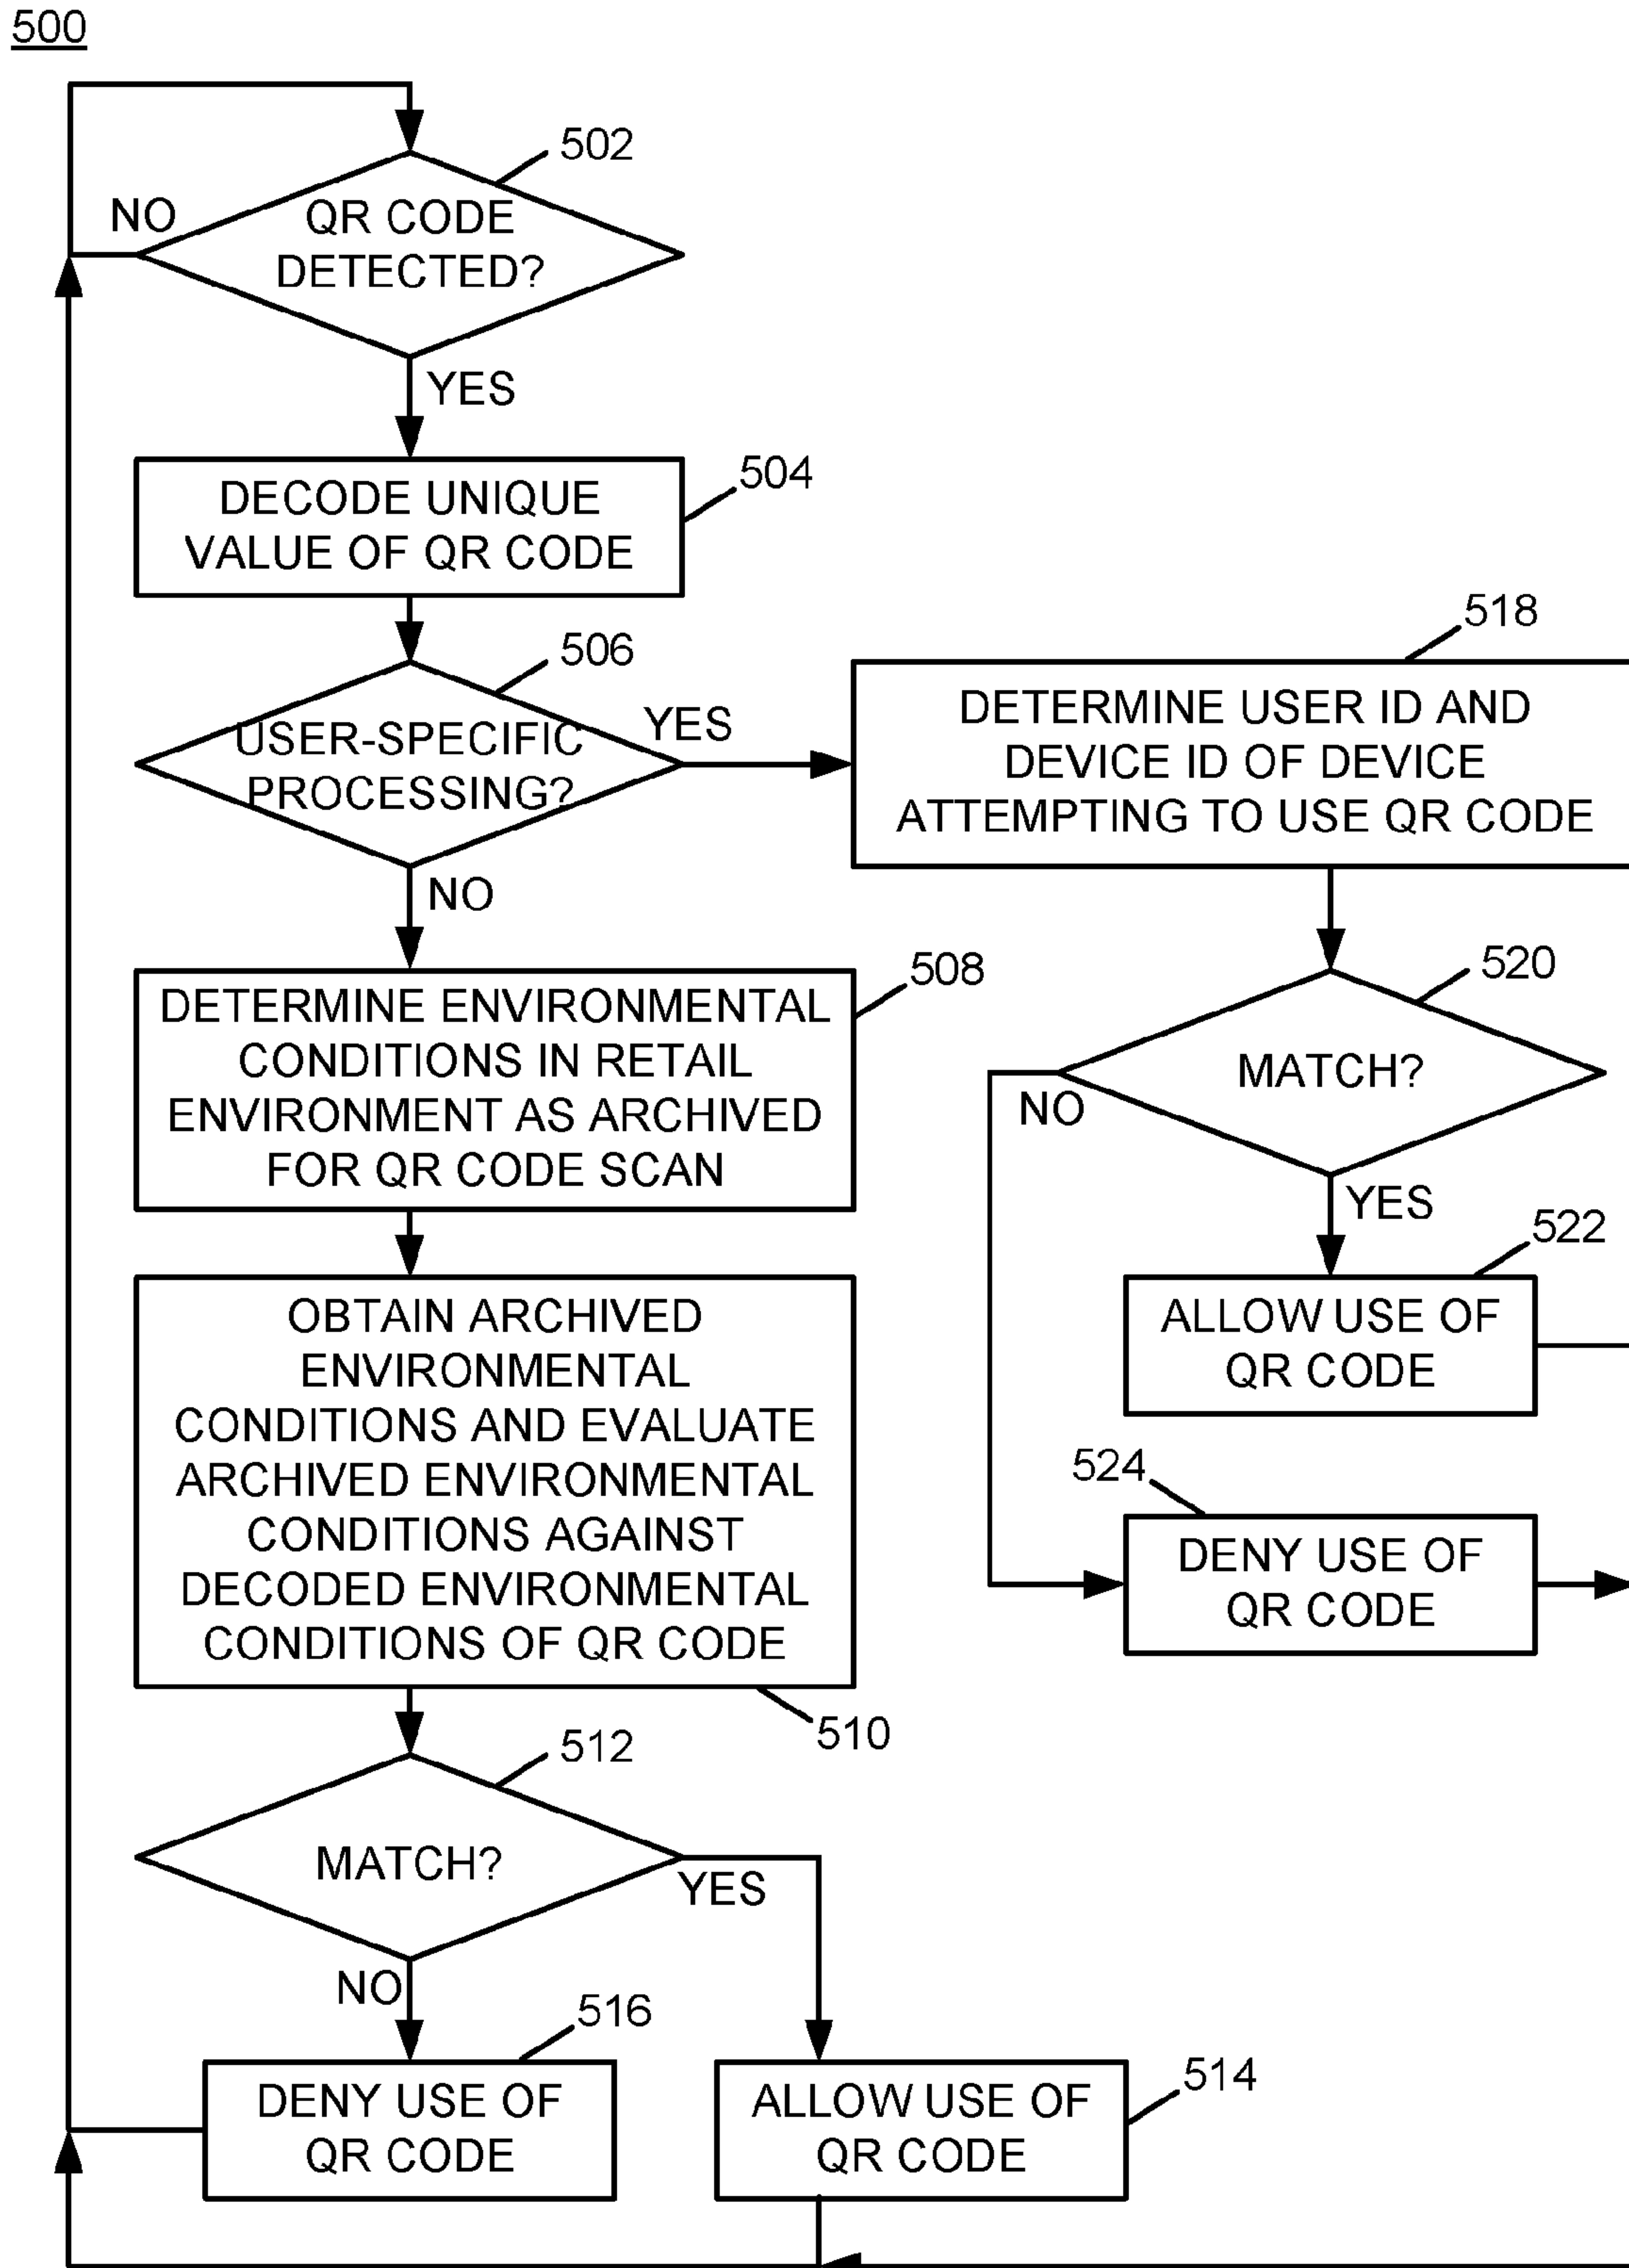 500
502
NO
QR CODE
DETECTED?
YES
504
DECODE UNIQUE
VALUE OF QR CODE
506
USER-SPECIFIC
PROCESSING?
YES
NO
518
DETERMINE USER ID AND
DEVICE ID OF DEVICE
ATTEMPTING TO USE QR CODE
508
DETERMINE ENVIRONMENTAL
CONDITIONS IN RETAIL
ENVIRONMENT AS ARCHIVED
FOR QR CODE SCAN
520
MATCH?
NO
YES
522
ALLOW USE OF
QR CODE
524
DENY USE OF
QR CODE
OBTAIN ARCHIVED
ENVIRONMENTAL
CONDITIONS AND EVALUATE
ARCHIVED ENVIRONMENTAL
CONDITIONS AGAINST
DECODED ENVIRONMENTAL
CONDITIONS OF QR CODE
510
512
MATCH?
YES
NO
516
DENY USE OF
QR CODE
514
ALLOW USE OF
QR CODE